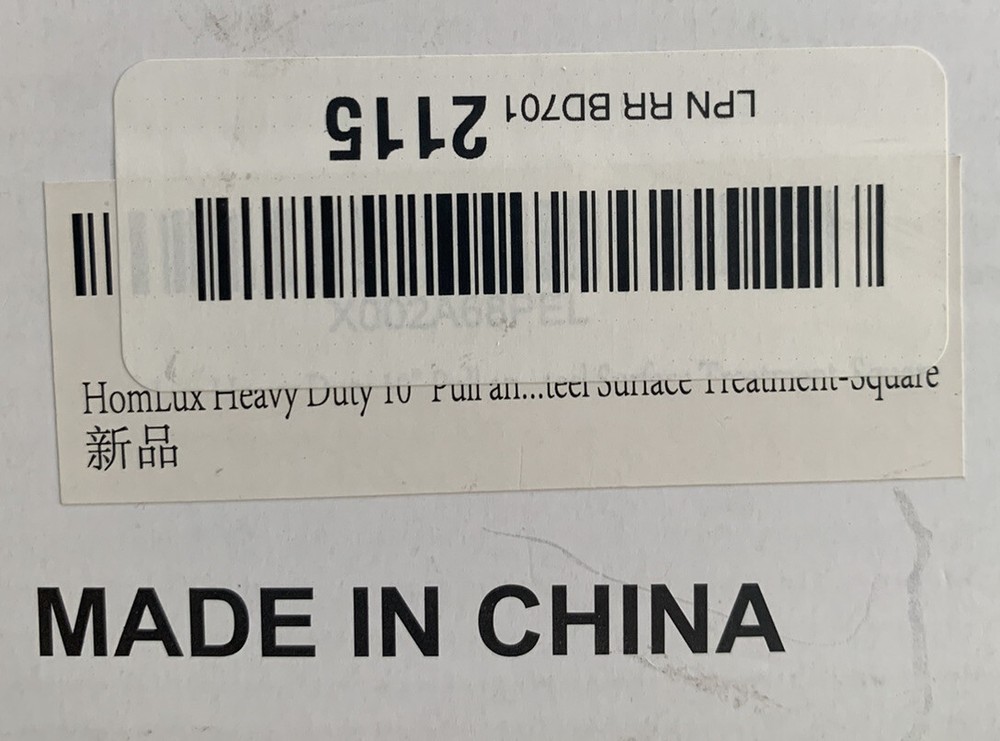 LPN RR BD701 2115
X002A68PEL
HomLux Heavy Duty 10" Pull an...teel Surface Treatment-Square
新品
MADE IN CHINA